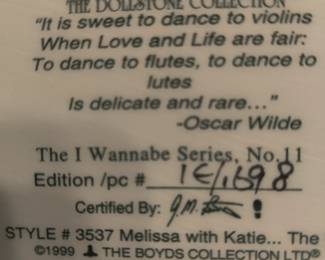 THE DOLLSTONE COLLECTION
"It is sweet to dance to violins
When Love and Life are fair:
To dance to flutes, to dance to
lutes
Is delicate and rare..."
-Oscar Wilde
The I Wannabe Series, No.11
Edition /pc # 1E/1698
Certified By: !
STYLE # 3537 Melissa with Katie... The
©1999 THE BOYDS COLLECTION LTD®